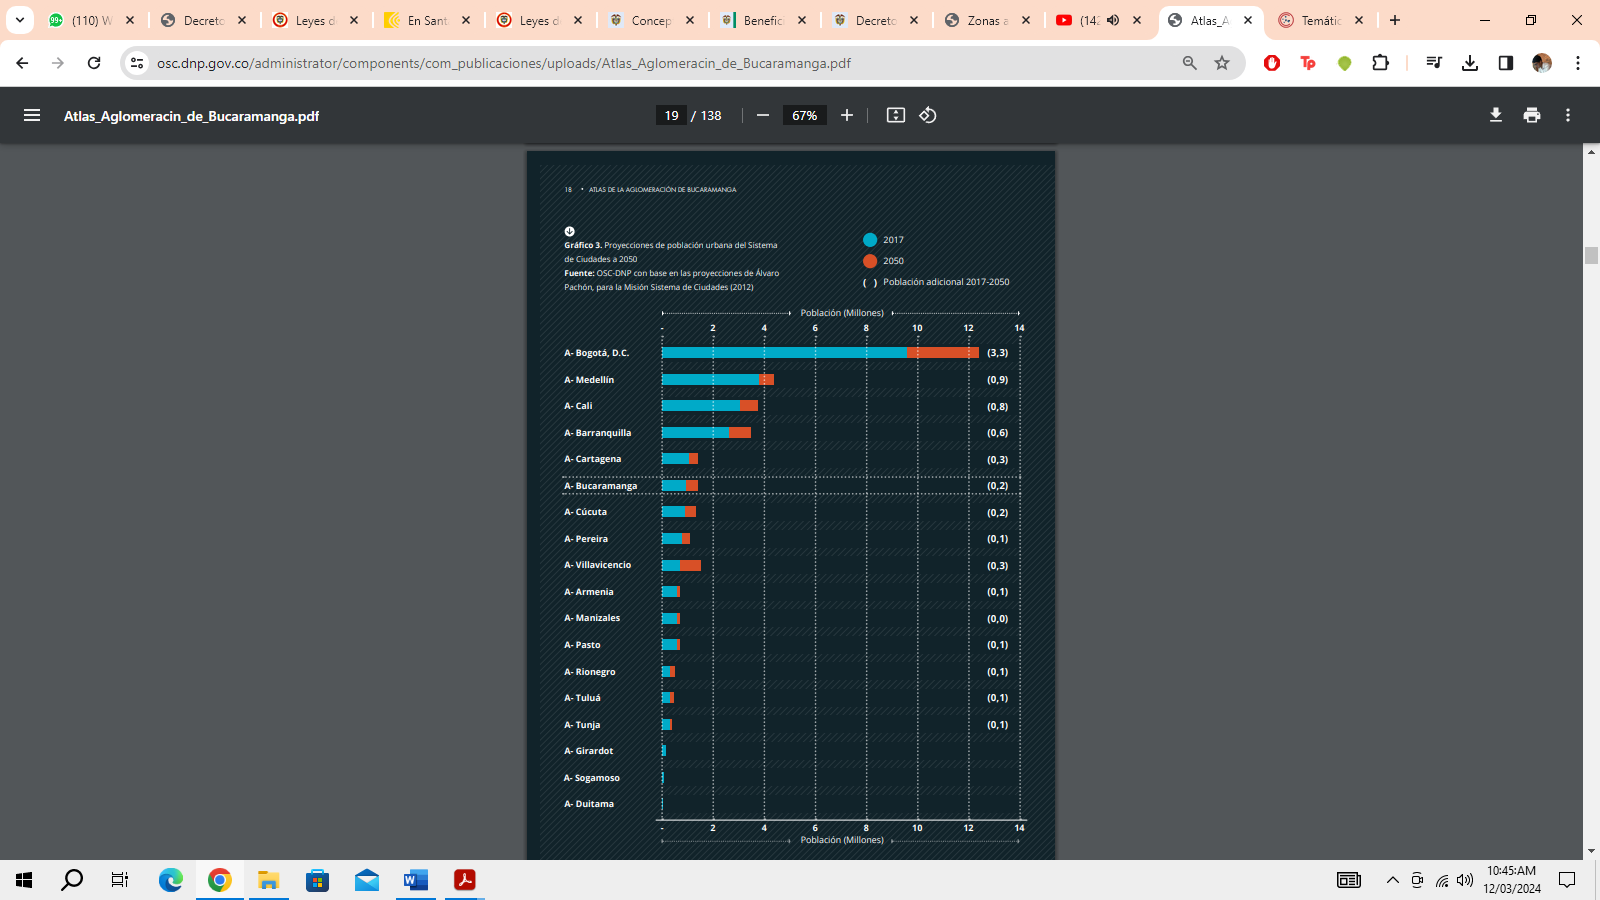 (110) W
Decreto
Leyes d
En Sant
Leyes d
Concep
Benefici
Decreto
Zonas a
(142
Atlas_A
Temátic
osc.dnp.gov.co/administrator/components/com_publicaciones/uploads/Atlas_Aglomeracin_de_Bucaramanga.pdf
Atlas_Aglomeracin_de_Bucaramanga.pdf
19 / 138
67%
18 • ATLAS DE LA AGLOMERACIÓN DE BUCARAMANGA
Gráfico 3. Proyecciones de población urbana del Sistema
de Ciudades a 2050
Fuente: OSC-DNP con base en las proyecciones de Álvaro
Pachón, para la Misión Sistema de Ciudades (2012)
2017
2050
( ) Población adicional 2017-2050
Población (Millones)
- 2 4 6 8 10 12 14
A- Bogotá, D.C. (3,3)
A- Medellín (0,9)
A- Cali (0,8)
A- Barranquilla (0,6)
A- Cartagena (0,3)
A- Bucaramanga (0,2)
A- Cúcuta (0,2)
A- Pereira (0,1)
A- Villavicencio (0,3)
A- Armenia (0,1)
A- Manizales (0,0)
A- Pasto (0,1)
A- Rionegro (0,1)
A- Tuluá (0,1)
A- Tunja (0,1)
A- Girardot
A- Sogamoso
A- Duitama
- 2 4 6 8 10 12 14
Población (Millones)
10:45 AM
12/03/2024